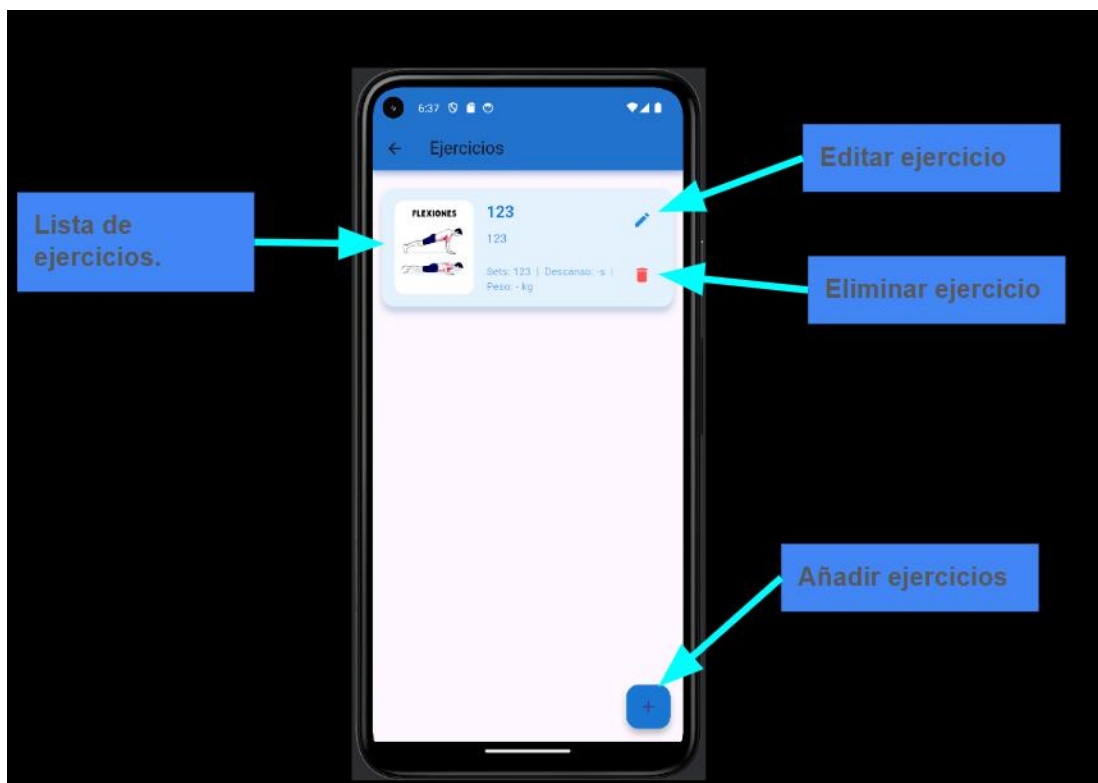 6:37
Ejercicios
Editar ejercicio
Lista de
ejercicios.
FLEXIONES
123
123
Sets: 123 | Descanso: -s |
Peso: - kg
Eliminar ejercicio
Añadir ejercicios
+